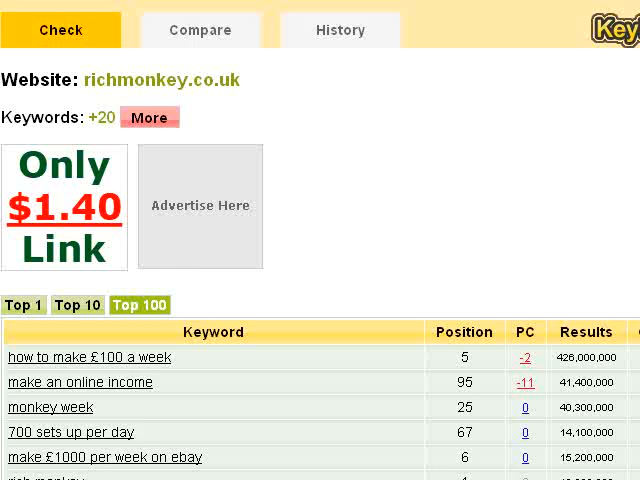 Check Compare History Key
Website: richmonkey.co.uk
Keywords: +20 More
Only
$1.40
Link
Advertise Here
Top 1 Top 10 Top 100
Keyword Position PC Results
how to make £100 a week 5 -2 426,000,000
make an online income 95 -11 41,400,000
monkey week 25 0 40,300,000
700 sets up per day 67 0 14,100,000
make £1000 per week on ebay 6 0 15,200,000